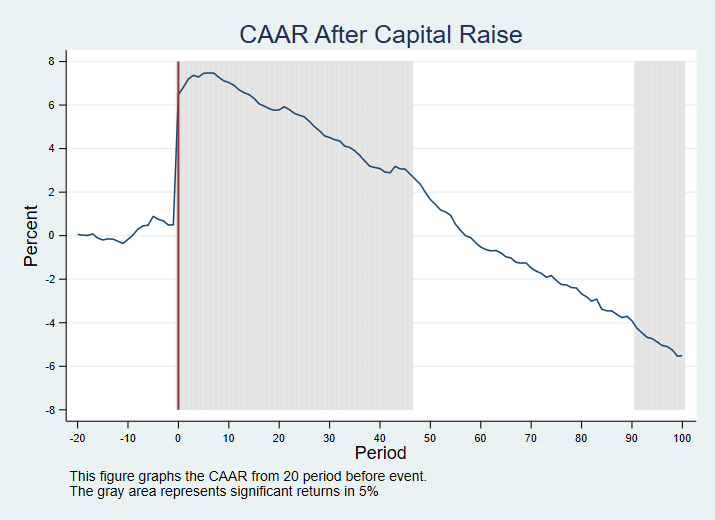 CAAR After Capital Raise
8
6
4
2
0
-2
-4
-6
-8
Percent
-20 -10 0 10 20 30 40 50 60 70 80 90 100
Period
This figure graphs the CAAR from 20 period before event.
The gray area represents significant returns in 5%